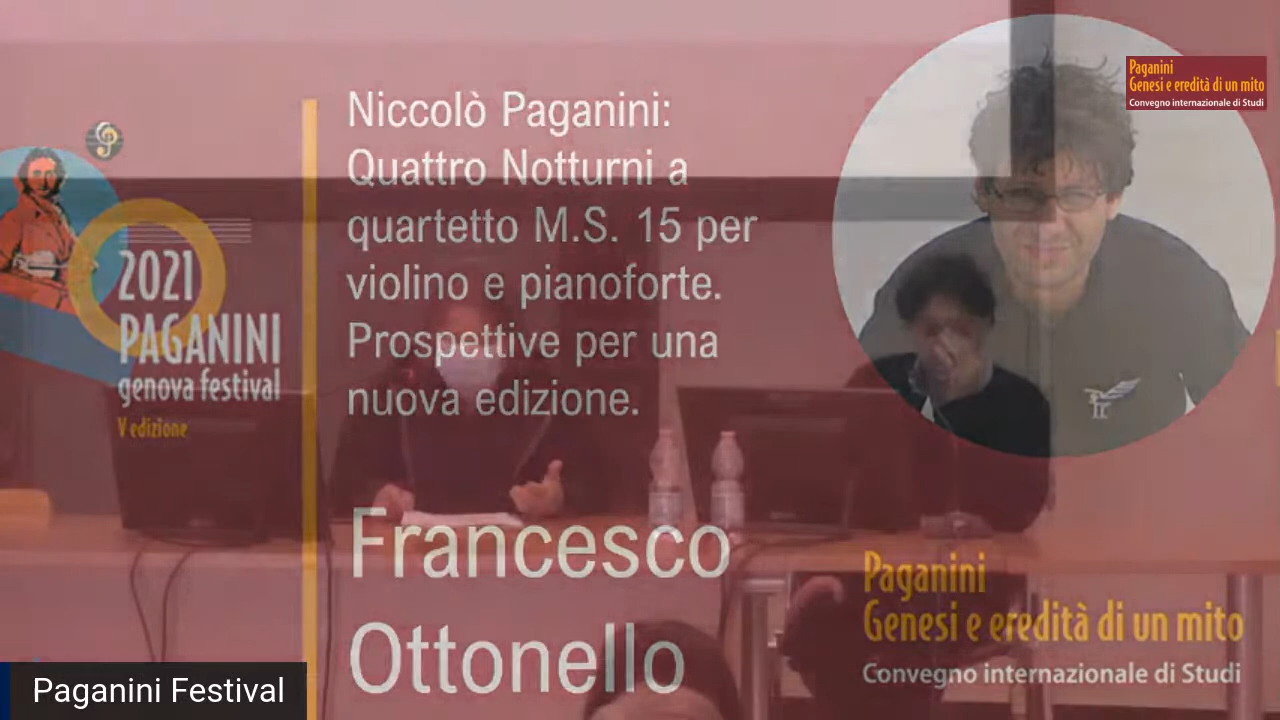 Paganini
Genesi e eredità di un mito
Convegno internazionale di Studi
Niccolò Paganini:
Quattro Notturni a
quartetto M.S. 15 per
violino e pianoforte.
Prospettive per una
nuova edizione.
2021
PAGANINI
genova festival
V edizione
Francesco
Ottonello
Paganini
Genesi e eredità di un mito
Convegno internazionale di Studi
Paganini Festival